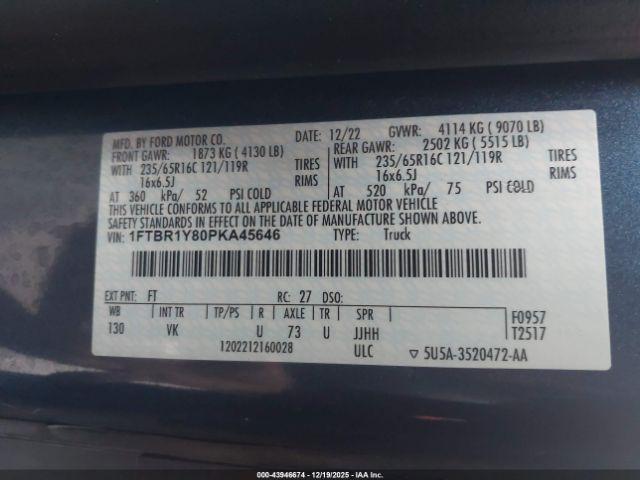 MFD. BY FORD MOTOR CO. DATE: 12/22 GVWR: 4114 KG ( 9070 LB)
FRONT GAWR: 1873 KG ( 4130 LB) REAR GAWR: 2502 KG ( 5515 LB)
WITH 235/65R16C 121/119R TIRES WITH 235/65R16C 121/119R TIRES
16x6.5J RIMS 16x6.5J RIMS
AT 360 kPa/ 52 PSI COLD AT 520 kPa/ 75 PSI COLD
THIS VEHICLE CONFORMS TO ALL APPLICABLE FEDERAL MOTOR VEHICLE
SAFETY STANDARDS IN EFFECT ON THE DATE OF MANUFACTURE SHOWN ABOVE.
VIN: 1FTBR1Y80PKA45646 TYPE: Truck
EXT PNT: FT RC: 27 DSO:
WB INT TR TP/PS R AXLE TR SPR F0957
130 VK U 73 U JJHH T2517
1202212160028 ULC ▽ 5U5A-3520472-AA
000-43946674 - 12/19/2025 - IAA Inc.